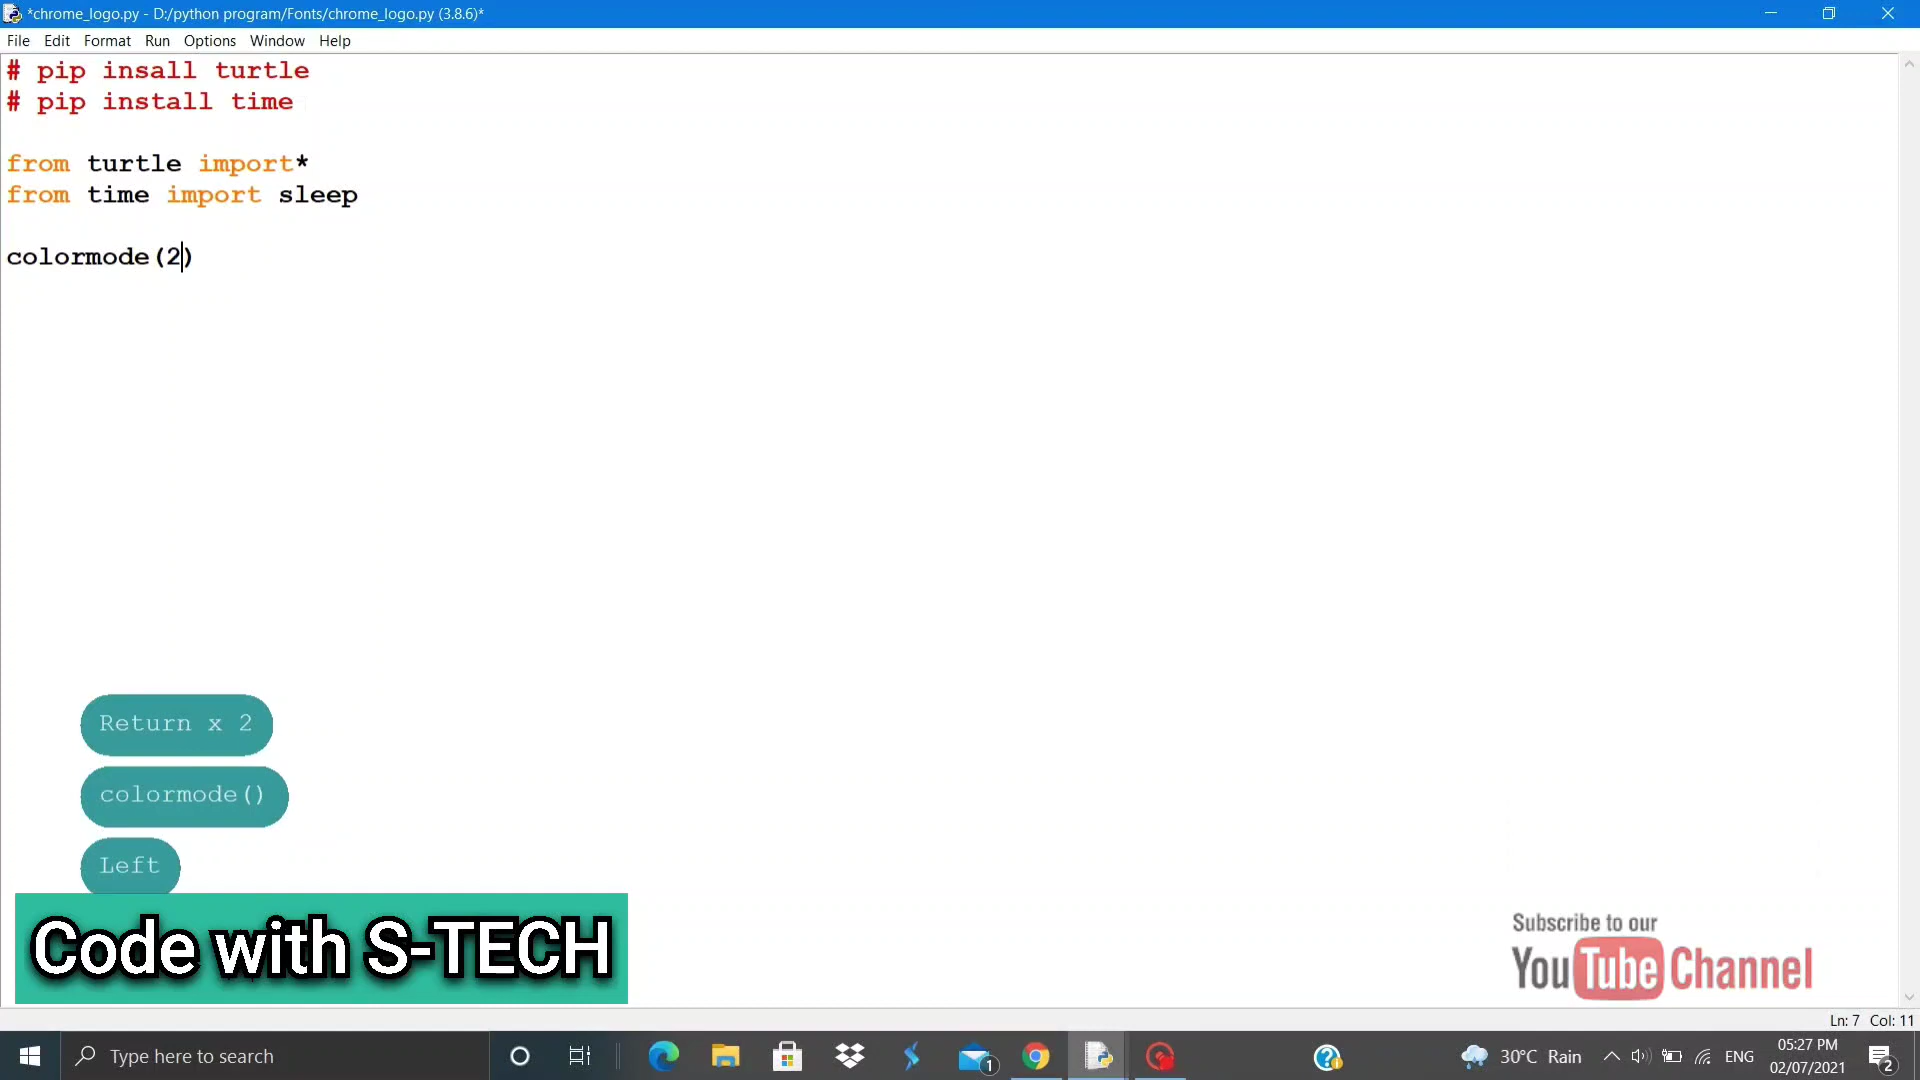 *chrome_logo.py - D:/python program/Fonts/chrome_logo.py (3.8.6)*
File Edit Format Run Options Window Help
# pip insall turtle
# pip install time
from turtle import*
from time import sleep
colormode(2)
Return x 2
colormode()
Left
Code with S-TECH
Subscribe to our
YouTube Channel
Ln: 7 Col: 11
Type here to search
1
30°C Rain
ENG
05:27 PM
02/07/2021
2